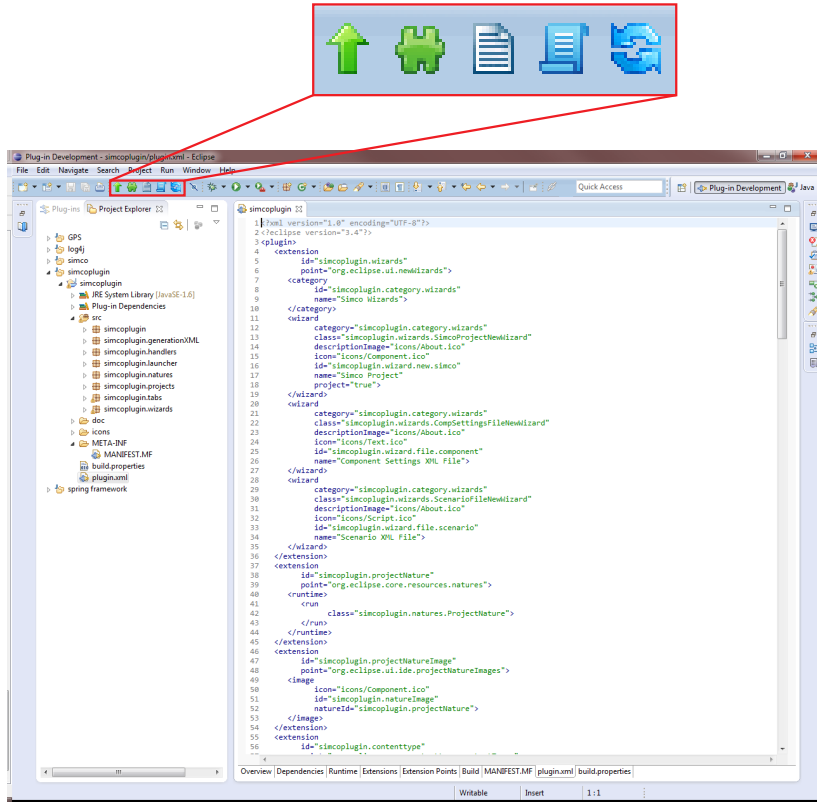 Plug-in Development - simcoplugin/plugin.xml - Eclipse
File Edit Navigate Search Project Run Window Help
Quick Access
Plug-in Development
Java
Plug-ins
Project Explorer
GPS
log4j
simco
simcoplugin
simcoplugin
JRE System Library [JavaSE-1.6]
Plug-in Dependencies
src
simcoplugin
simcoplugin.generationXML
simcoplugin.handlers
simcoplugin.launcher
simcoplugin.natures
simcoplugin.projects
simcoplugin.tabs
simcoplugin.wizards
doc
icons
META-INF
MANIFEST.MF
build.properties
plugin.xml
spring framework
simcoplugin
1 <?xml version="1.0" encoding="UTF-8"?>
2 <?eclipse version="3.4"?>
3 <plugin>
4 <extension
5 id="simcoplugin.wizards"
6 point="org.eclipse.ui.newWizards">
7 <category
8 id="simcoplugin.category.wizards"
9 name="Simco Wizards">
10 </category>
11 <wizard
12 category="simcoplugin.category.wizards"
13 class="simcoplugin.wizards.SimcoProjectNewWizard"
14 descriptionImage="icons/About.ico"
15 icon="icons/Component.ico"
16 id="simcoplugin.wizard.new.simco"
17 name="Simco Project"
18 project="true">
19 </wizard>
20 <wizard
21 category="simcoplugin.category.wizards"
22 class="simcoplugin.wizards.CompSettingsFileNewWizard"
23 descriptionImage="icons/About.ico"
24 icon="icons/Text.ico"
25 id="simcoplugin.wizard.file.component"
26 name="Component Settings XML File">
27 </wizard>
28 <wizard
29 category="simcoplugin.category.wizards"
30 class="simcoplugin.wizards.ScenarioFileNewWizard"
31 descriptionImage="icons/About.ico"
32 icon="icons/Script.ico"
33 id="simcoplugin.wizard.file.scenario"
34 name="Scenario XML File">
35 </wizard>
36 </extension>
37 <extension
38 id="simcoplugin.projectNature"
39 point="org.eclipse.core.resources.natures">
40 <runtime>
41 <run
42 class="simcoplugin.natures.ProjectNature">
43 </run>
44 </runtime>
45 </extension>
46 <extension
47 id="simcoplugin.projectNatureImage"
48 point="org.eclipse.ui.ide.projectNatureImages">
49 <image
50 icon="icons/Component.ico"
51 id="simcoplugin.natureImage"
52 natureId="simcoplugin.projectNature">
53 </image>
54 </extension>
55 <extension
56 id="simcoplugin.contenttype"
Overview Dependencies Runtime Extensions Extension Points Build MANIFEST.MF plugin.xml build.properties
Writable Insert 1:1